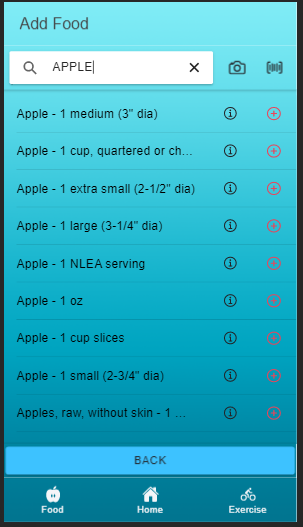 Add Food
APPLE
Apple - 1 medium (3" dia)
Apple - 1 cup, quartered or ch...
Apple - 1 extra small (2-1/2" dia)
Apple - 1 large (3-1/4" dia)
Apple - 1 NLEA serving
Apple - 1 oz
Apple - 1 cup slices
Apple - 1 small (2-3/4" dia)
Apples, raw, without skin - 1 ...
BACK
Food Home Exercise